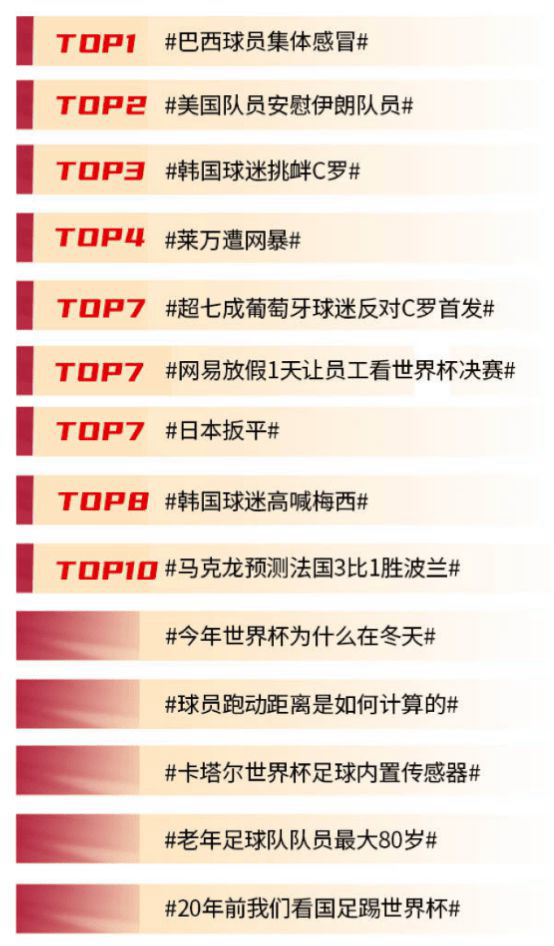 TOP1 #巴西球员集体感冒#
TOP2 #美国队员安慰伊朗队员#
TOP3 #韩国球迷挑衅C罗#
TOP4 #莱万遭网暴#
TOP7 #超七成葡萄牙球迷反对C罗首发#
TOP7 #网易放假1天让员工看世界杯决赛#
TOP7 #日本扳平#
TOP8 #韩国球迷高喊梅西#
TOP10 #马克龙预测法国3比1胜波兰#
#今年世界杯为什么在冬天#
#球员跑动距离是如何计算的#
#卡塔尔世界杯足球内置传感器#
#老年足球队队员最大80岁#
#20年前我们看国足踢世界杯#